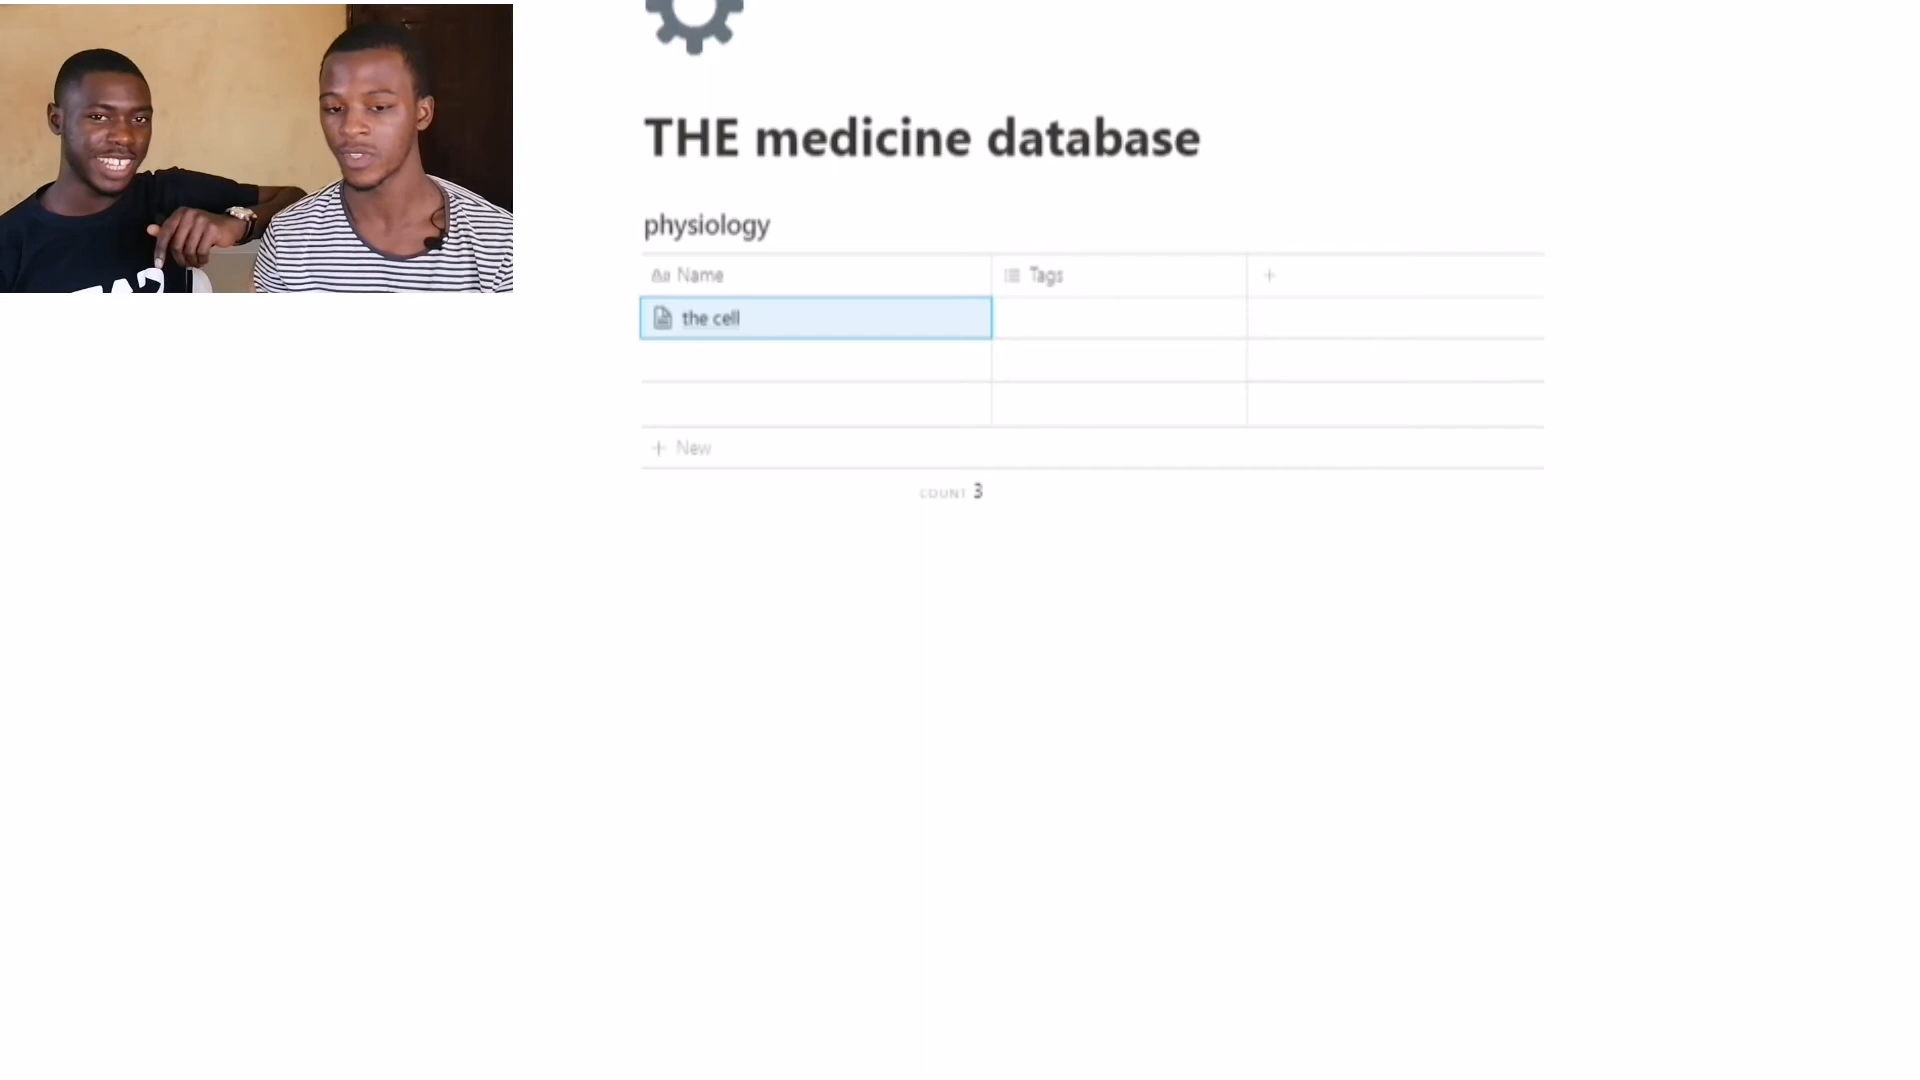 THE medicine database
physiology
Aa Name Tags +
the cell
+ New
COUNT 3